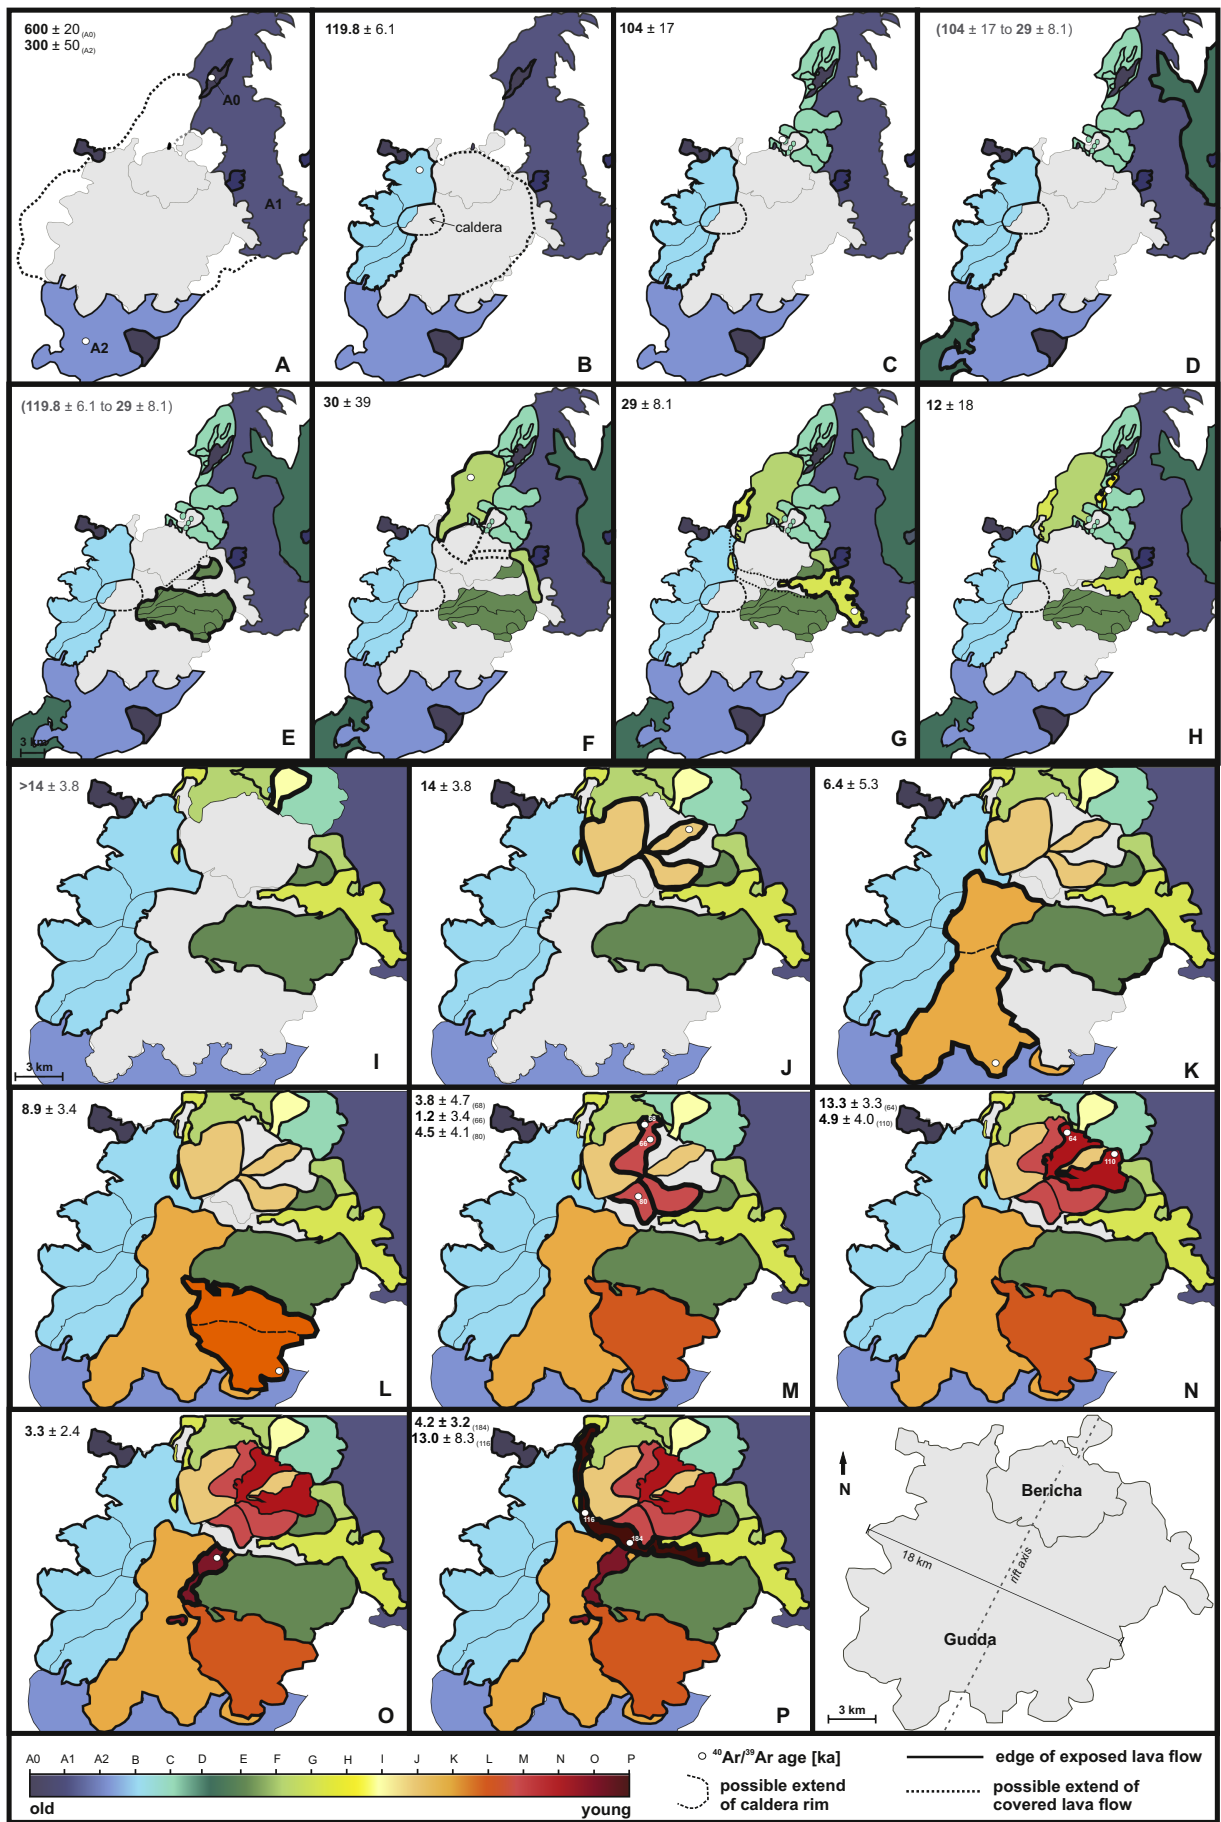 600 ± 20 (A0)
300 ± 50 (A2)
A0
A1
A2
A
119.8 ± 6.1
caldera
B
104 ± 17
C
(104 ± 17 to 29 ± 8.1)
D
(119.8 ± 6.1 to 29 ± 8.1)
3 km
E
30 ± 39
F
29 ± 8.1
G
12 ± 18
H
>14 ± 3.8
3 km
I
14 ± 3.8
J
6.4 ± 5.3
K
8.9 ± 3.4
L
3.8 ± 4.7 (68)
1.2 ± 3.4 (66)
4.5 ± 4.1 (80)
68
66
80
M
13.3 ± 3.3 (64)
4.9 ± 4.0 (110)
64
110
N
3.3 ± 2.4
O
4.2 ± 3.2 (184)
13.0 ± 8.3 (116
116
184
P
N
Bericha
18 km
rift axis
Gudda
3 km
A0 A1 A2 B C D E F G H I J K L M N O P
old young
40Ar/39Ar age [ka]
possible extend
of caldera rim
edge of exposed lava flow
possible extend of
covered lava flow